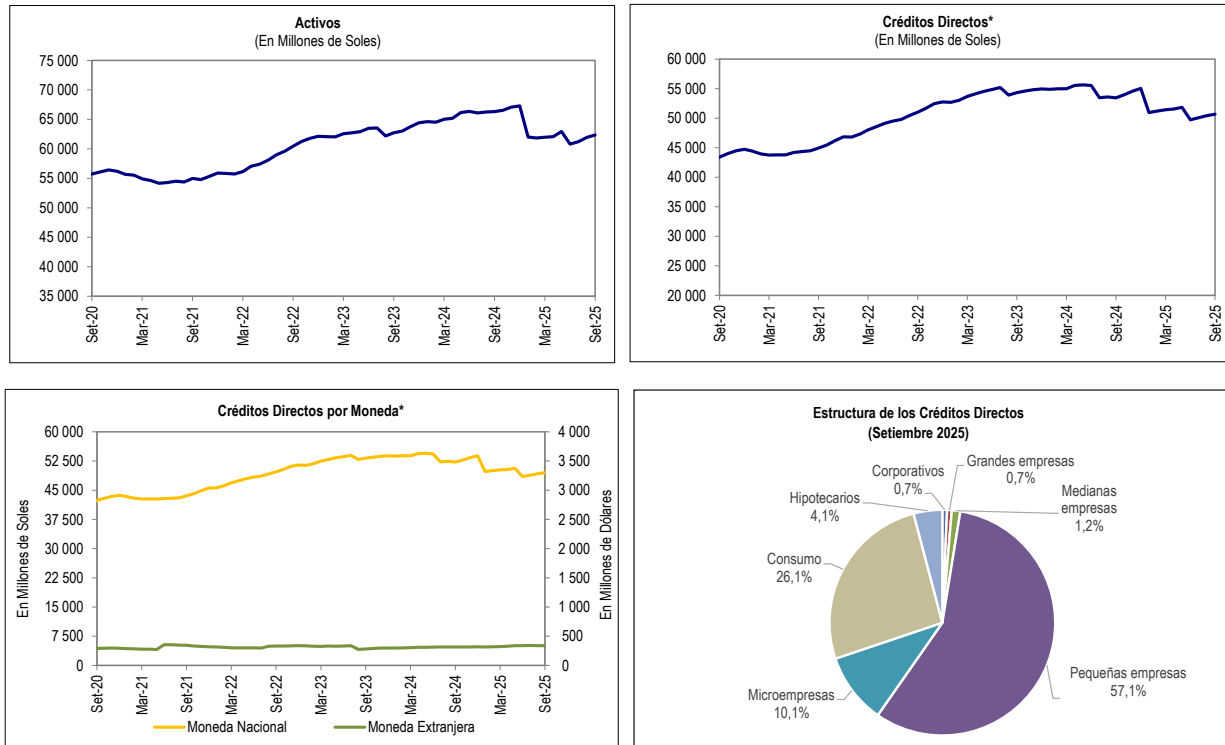 Activos
(En Millones de Soles)
75 000
70 000
65 000
60 000
55 000
50 000
45 000
40 000
35 000
Set-20
Mar-21
Set-21
Mar-22
Set-22
Mar-23
Set-23
Mar-24
Set-24
Mar-25
Set-25
Créditos Directos*
(En Millones de Soles)
60 000
55 000
50 000
45 000
40 000
35 000
30 000
25 000
20 000
Set-20
Mar-21
Set-21
Mar-22
Set-22
Mar-23
Set-23
Mar-24
Set-24
Mar-25
Set-25
Créditos Directos por Moneda*
En Millones de Soles
60 000
52 500
45 000
37 500
30 000
22 500
15 000
7 500
0
4 000
3 500
3 000
2 500
2 000
1 500
1 000
500
0
En Millones de Dólares
Set-20
Mar-21
Set-21
Mar-22
Set-22
Mar-23
Set-23
Mar-24
Set-24
Mar-25
Set-25
Moneda Nacional
Moneda Extranjera
Estructura de los Créditos Directos
(Setiembre 2025)
Corporativos
0,7%
Grandes empresas
0,7%
Medianas
empresas
1,2%
Hipotecarios
4,1%
Consumo
26,1%
Microempresas
10,1%
Pequeñas empresas
57,1%